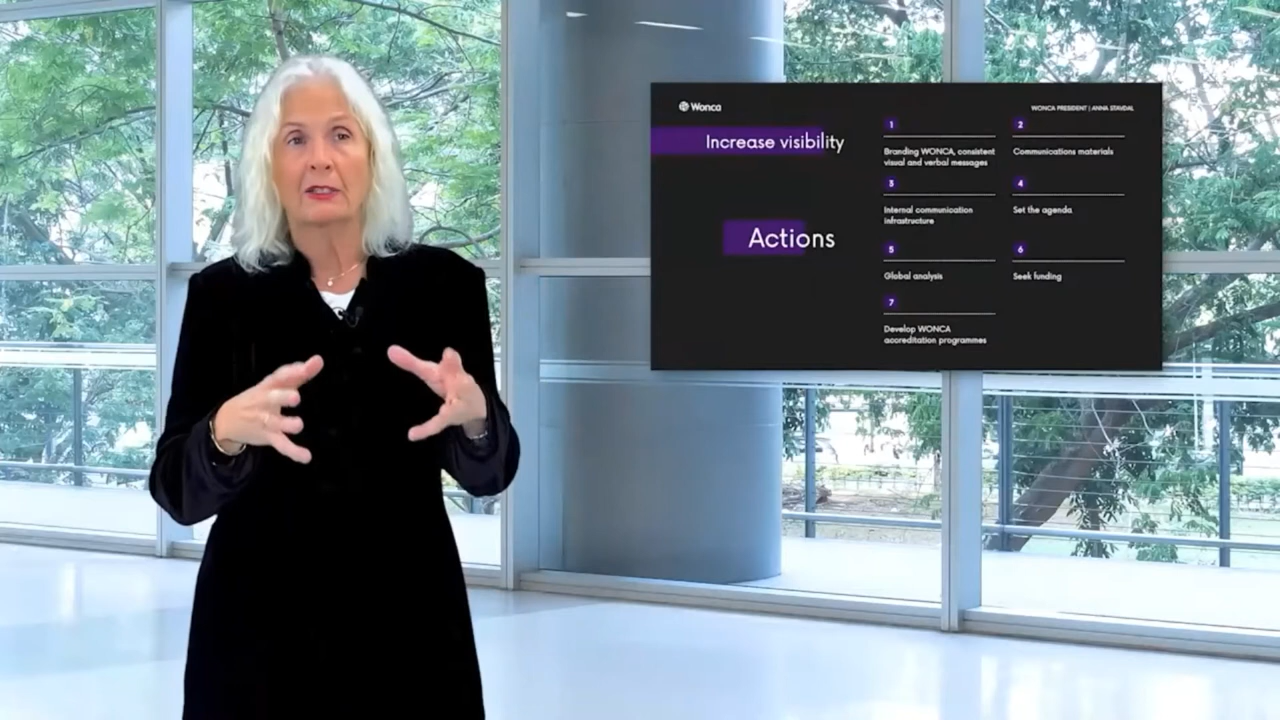 Wonca
WONCA PRESIDENT | ANNA STAVDAL
Increase visibility
Actions
1
Branding WONCA, consistent
visual and verbal messages
2
Communications materials
3
Internal communication
infrastructure
4
Set the agenda
5
Global analysis
6
Seek funding
7
Develop WONCA
accreditation programmes